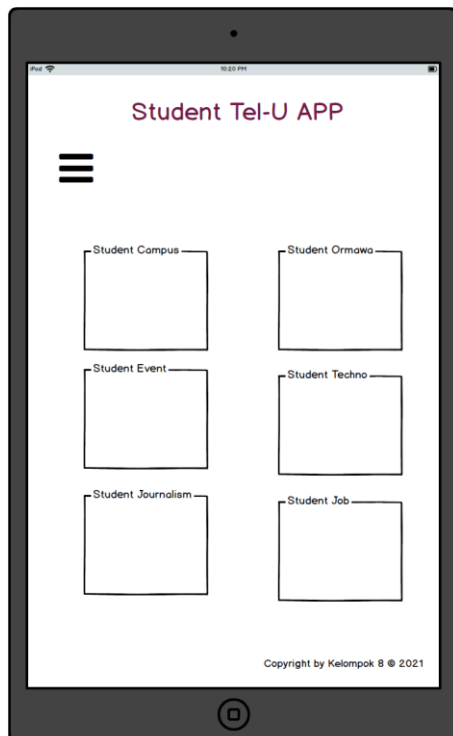 iPad 10:20 PM
Student Tel-U APP
Student Campus Student Ormawa
Student Event Student Techno
Student Journalism Student Job
Copyright by Kelompok 8 © 2021